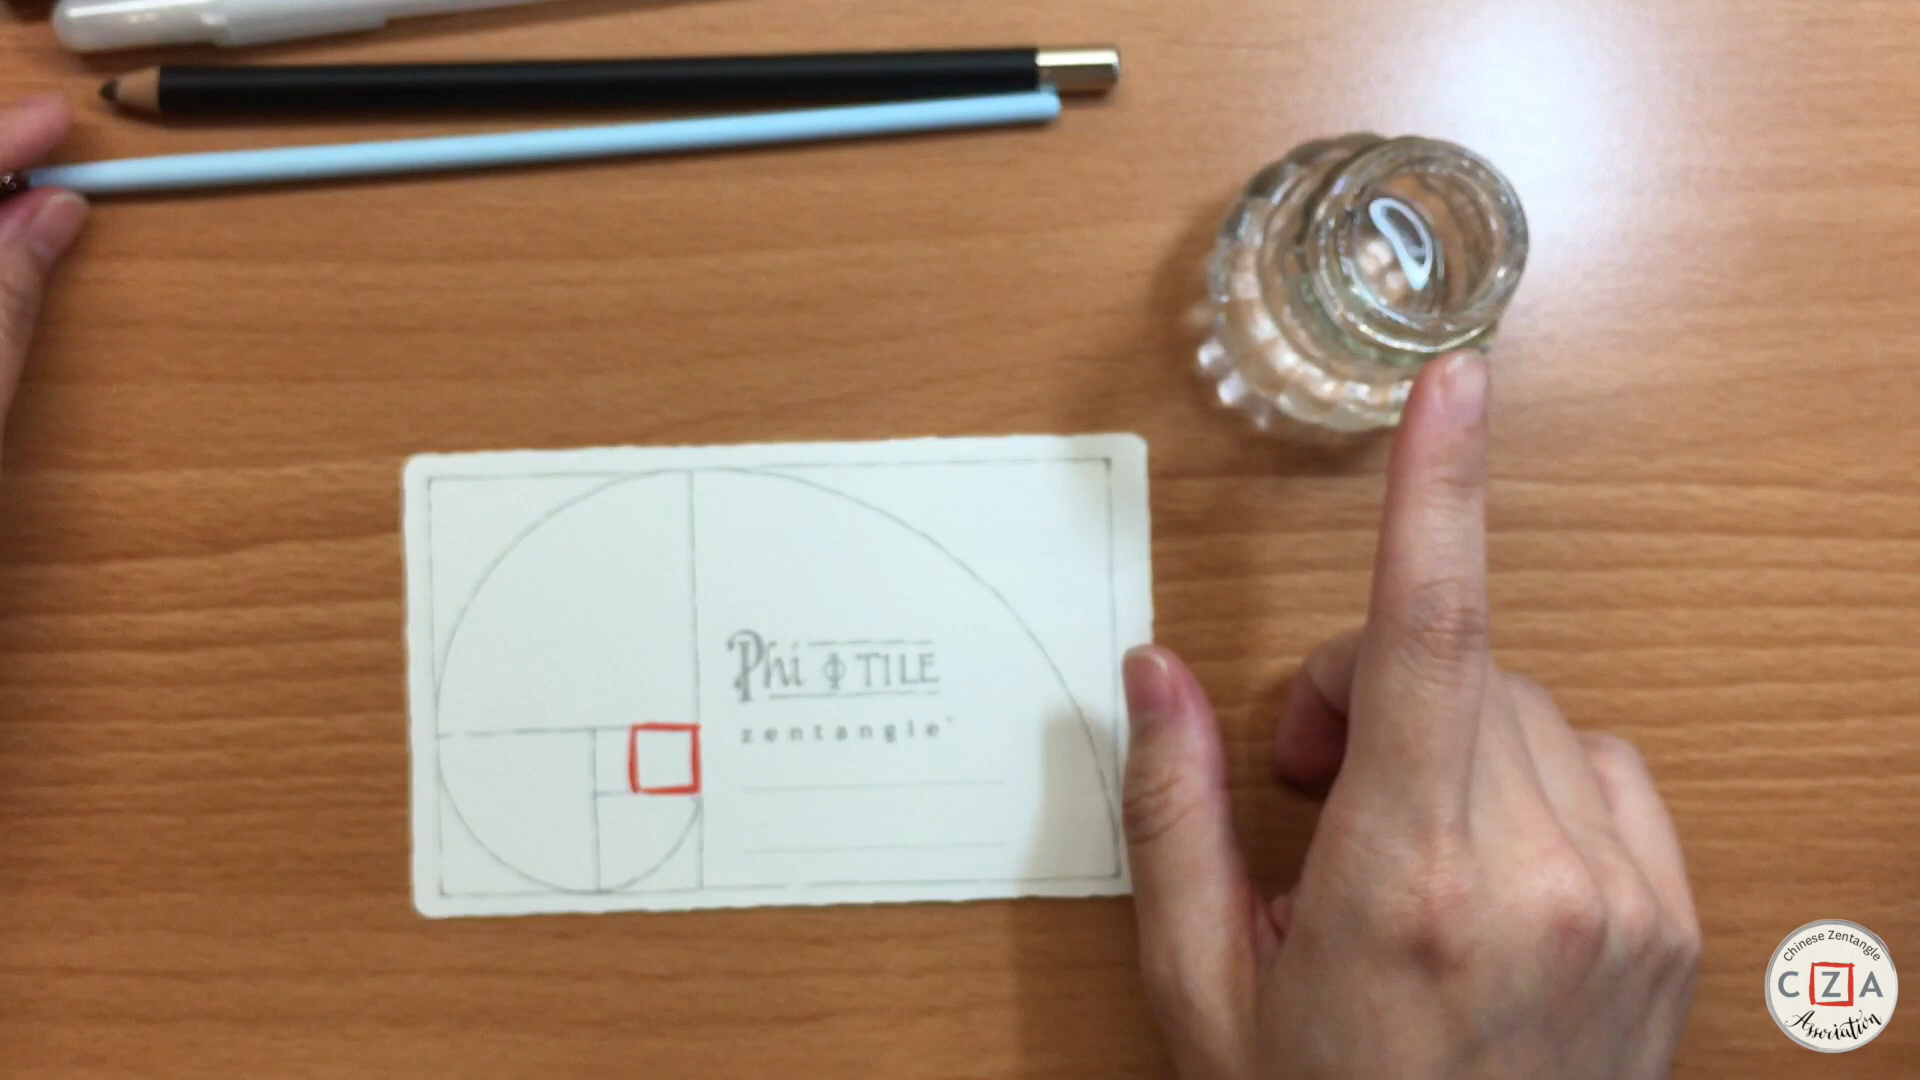 Phi Φ TILE
zentangle®
Chinese Zentangle
CZA
Association